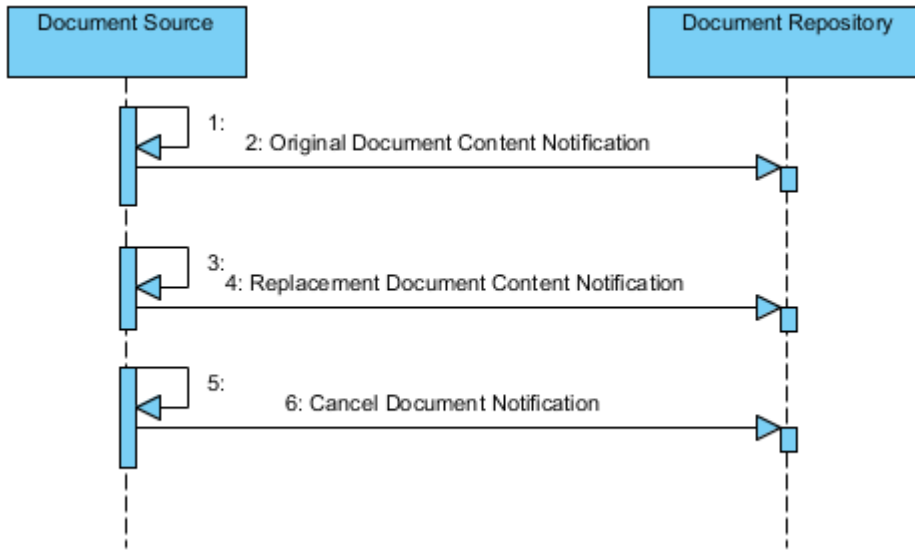 Document Source
Document Repository
1:
2: Original Document Content Notification
3:
4: Replacement Document Content Notification
5:
6: Cancel Document Notification